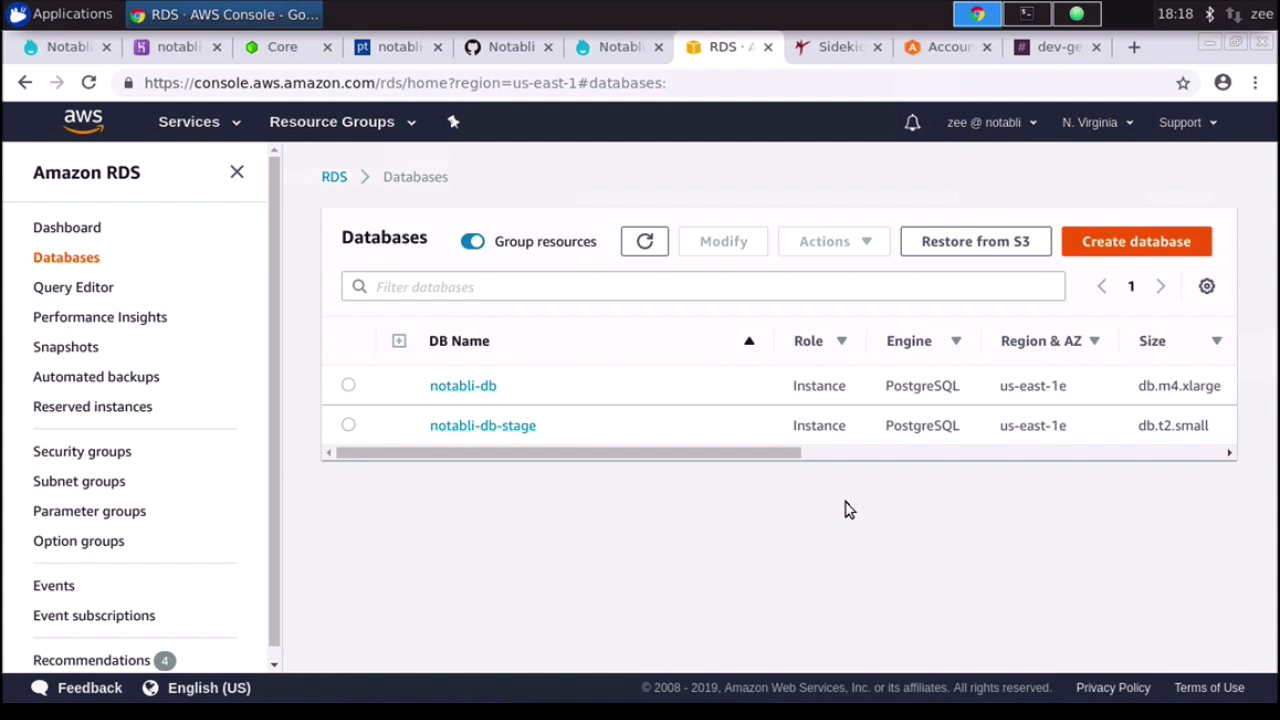 Applications
RDS · AWS Console - Go...
18:18
zee
Notabli
notabli
Core
notabli
Notabli
Notabli
RDS · A
Sidekiq
Accoun
dev-ge
https://console.aws.amazon.com/rds/home?region=us-east-1#databases:
aws
Services
Resource Groups
zee @ notabli
N. Virginia
Support
Amazon RDS
Dashboard
Databases
Query Editor
Performance Insights
Snapshots
Automated backups
Reserved instances
Security groups
Subnet groups
Parameter groups
Option groups
Events
Event subscriptions
Recommendations 4
RDS > Databases
Databases
Group resources
Modify
Actions
Restore from S3
Create database
Filter databases
1
DB Name Role Engine Region & AZ Size
notabli-db Instance PostgreSQL us-east-1e db.m4.xlarge
notabli-db-stage Instance PostgreSQL us-east-1e db.t2.small
Feedback
English (US)
© 2008 - 2019, Amazon Web Services, Inc. or its affiliates. All rights reserved.
Privacy Policy
Terms of Use